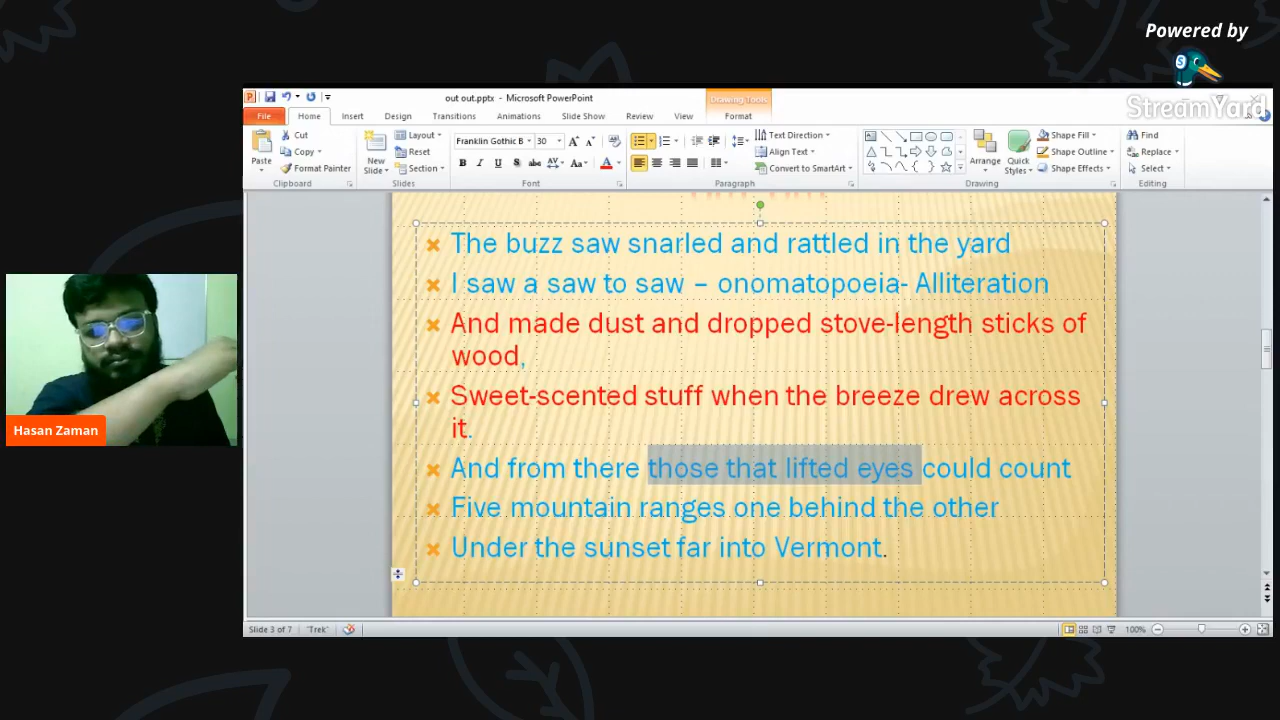 Powered by
StreamYard
out out.pptx - Microsoft PowerPoint
Drawing Tools
File Home Insert Design Transitions Animations Slide Show Review View Format
Paste
Cut
Copy
Format Painter
Clipboard
New
Slide
Layout
Reset
Section
Slides
Franklin Gothic B 30
B I U S abc AV Aa A
Font
Text Direction
Align Text
Convert to SmartArt
Paragraph
Arrange
Quick
Styles
Shape Fill
Shape Outline
Shape Effects
Drawing
Find
Replace
Select
Editing
The buzz saw snarled and rattled in the yard
I saw a saw to saw – onomatopoeia- Alliteration
And made dust and dropped stove-length sticks of
wood,
Sweet-scented stuff when the breeze drew across
it.
And from there those that lifted eyes could count
Five mountain ranges one behind the other
Under the sunset far into Vermont.
Hasan Zaman
Slide 3 of 7 "Trek" 100%